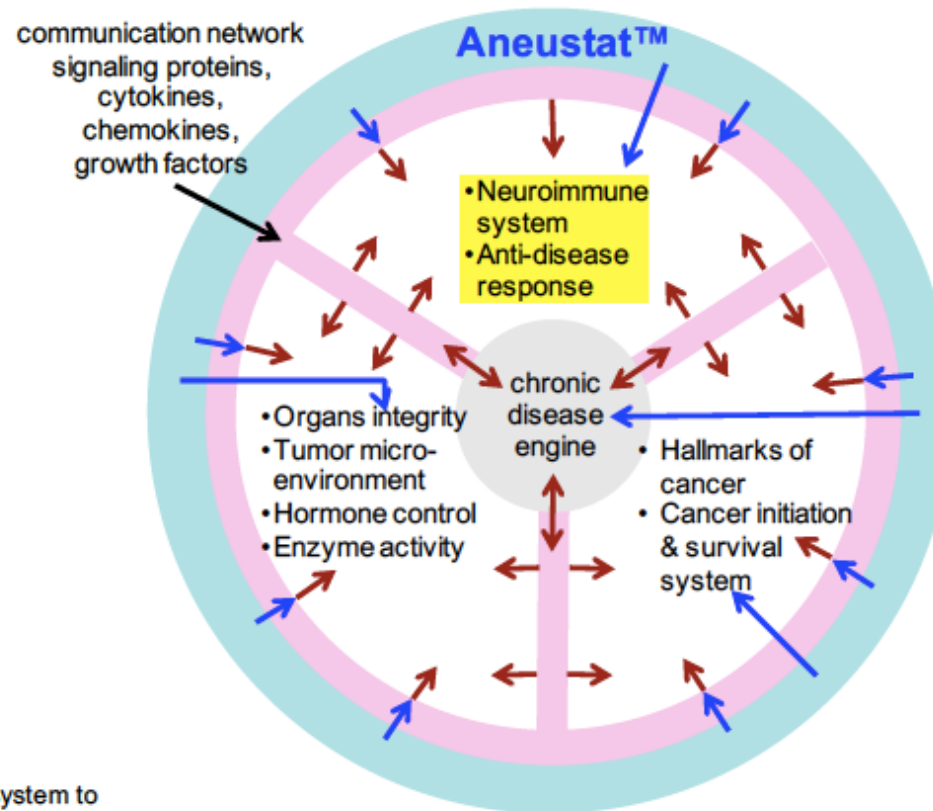 communication network
signaling proteins,
cytokines,
chemokines,
growth factors
Aneustat™
•Neuroimmune
system
•Anti-disease
response
chronic
disease
engine
•Organs integrity
•Tumor micro-
environment
•Hormone control
•Enzyme activity
• Hallmarks of
cancer
• Cancer initiation
& survival
system
ystem to